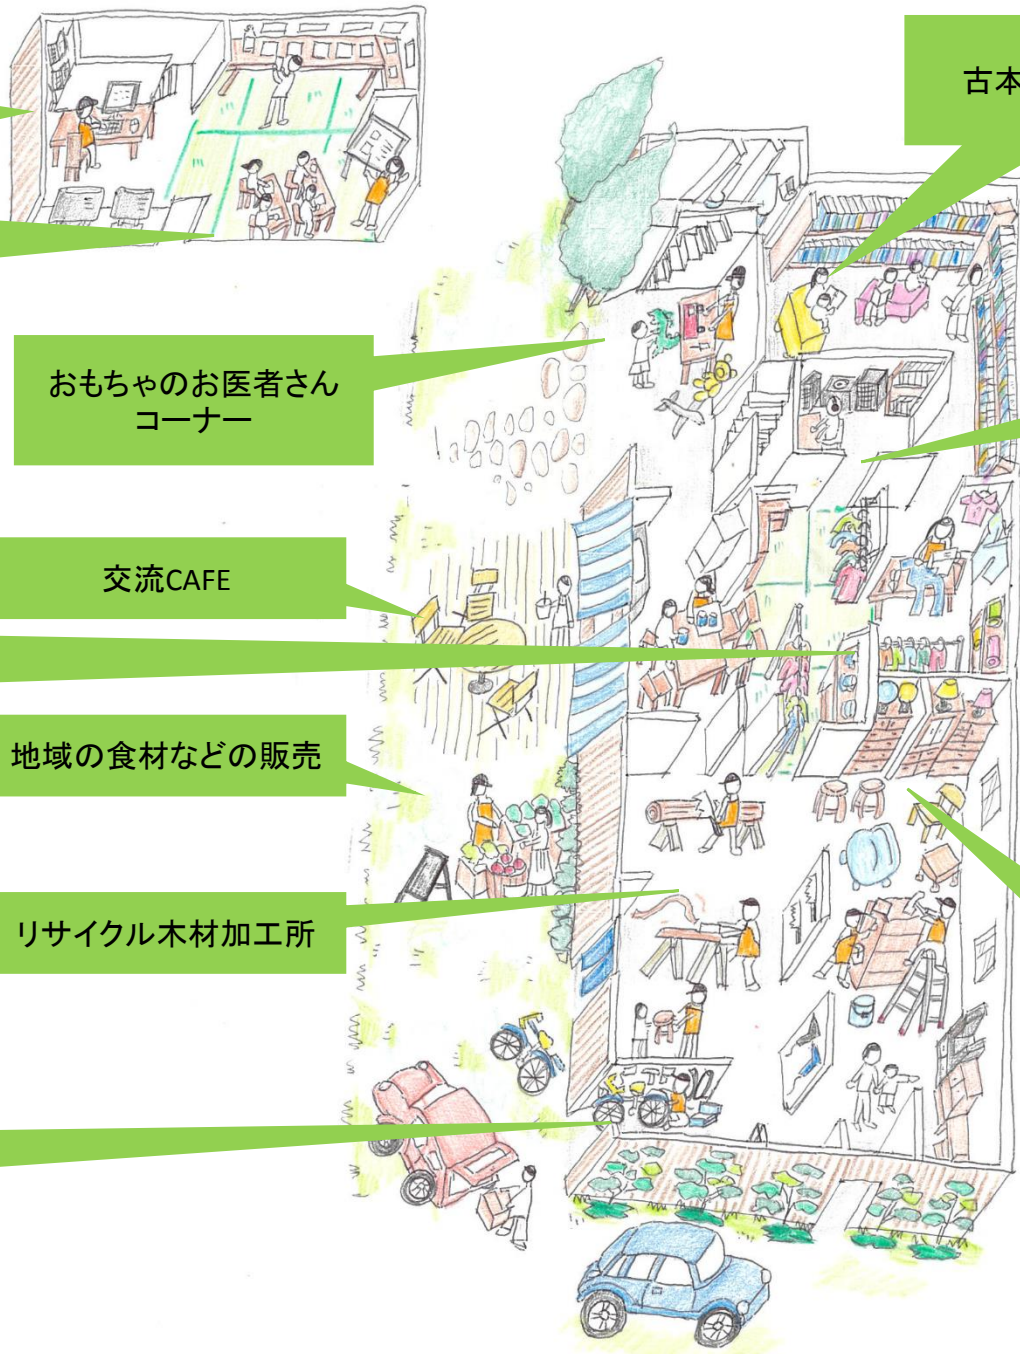 古本
おもちゃのお医者さん
コーナー
交流CAFE
地域の食材などの販売
リサイクル木材加工所